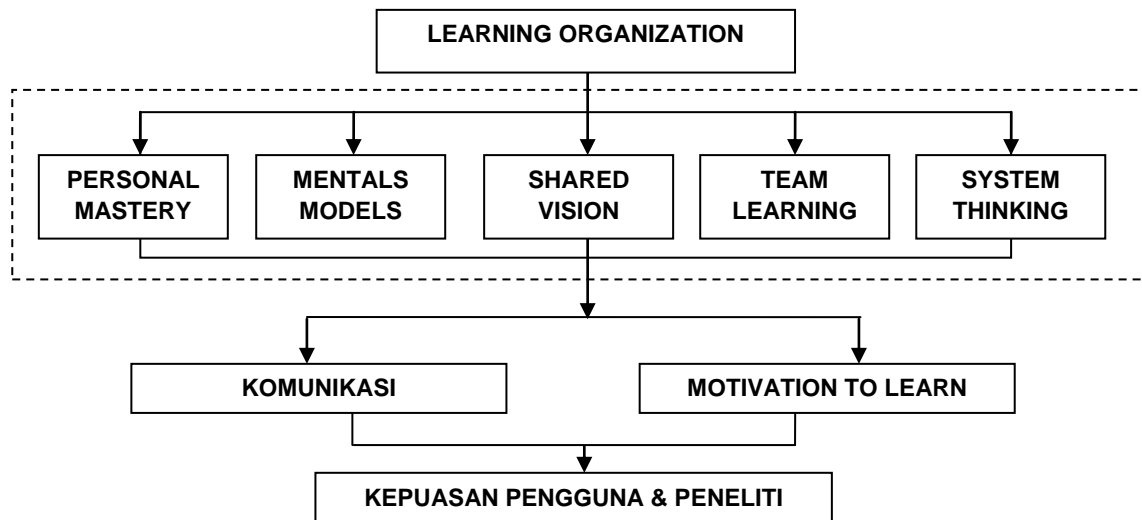 LEARNING ORGANIZATION
PERSONAL
MASTERY
MENTALS
MODELS
SHARED
VISION
TEAM
LEARNING
SYSTEM
THINKING
KOMUNIKASI
MOTIVATION TO LEARN
KEPUASAN PENGGUNA & PENELITI